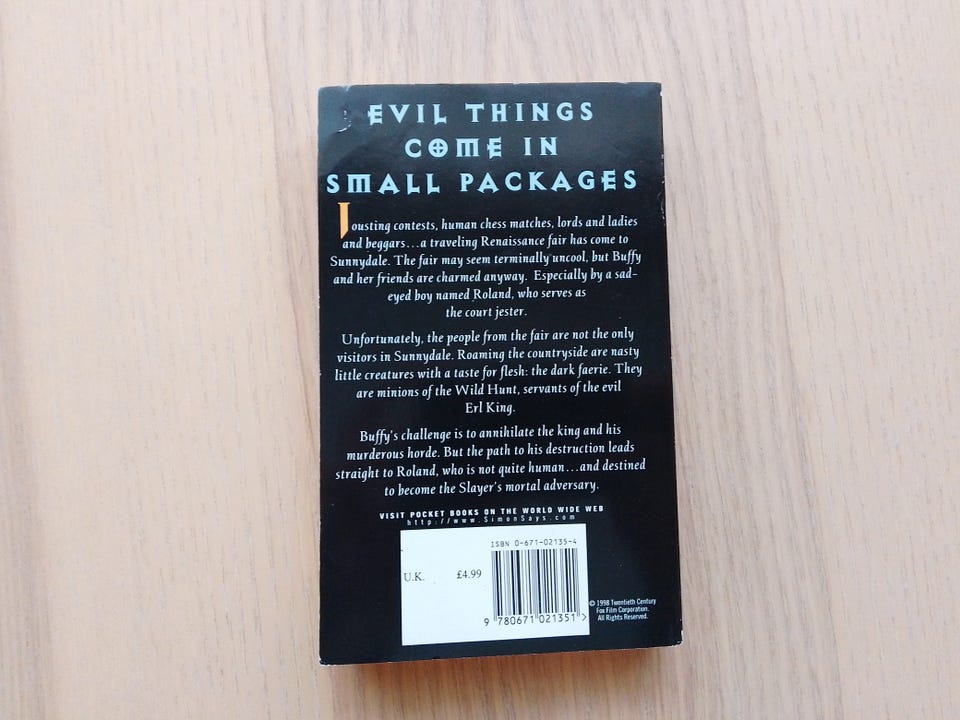 EVIL THINGS
COME IN
SMALL PACKAGES
Jousting contests, human chess matches, lords and ladies
and beggars...a traveling Renaissance fair has come to
Sunnydale. The fair may seem terminally uncool, but Buffy
and her friends are charmed anyway. Especially by a sad-
eyed boy named Roland, who serves as
the court jester.
Unfortunately, the people from the fair are not the only
visitors in Sunnydale. Roaming the countryside are nasty
little creatures with a taste for flesh: the dark faerie. They
are minions of the Wild Hunt, servants of the evil
Erl King.
Buffy's challenge is to annihilate the king and his
murderous horde. But the path to his destruction leads
straight to Roland, who is not quite human...and destined
to become the Slayer's mortal adversary.
VISIT POCKET BOOKS ON THE WORLD WIDE WEB
http://www.SimonSays.com
ISBN 0-671-02135-4
U.K. £4.99
9 780671 021351 >
© 1998 Twentieth Century
Fox Film Corporation.
All Rights Reserved.